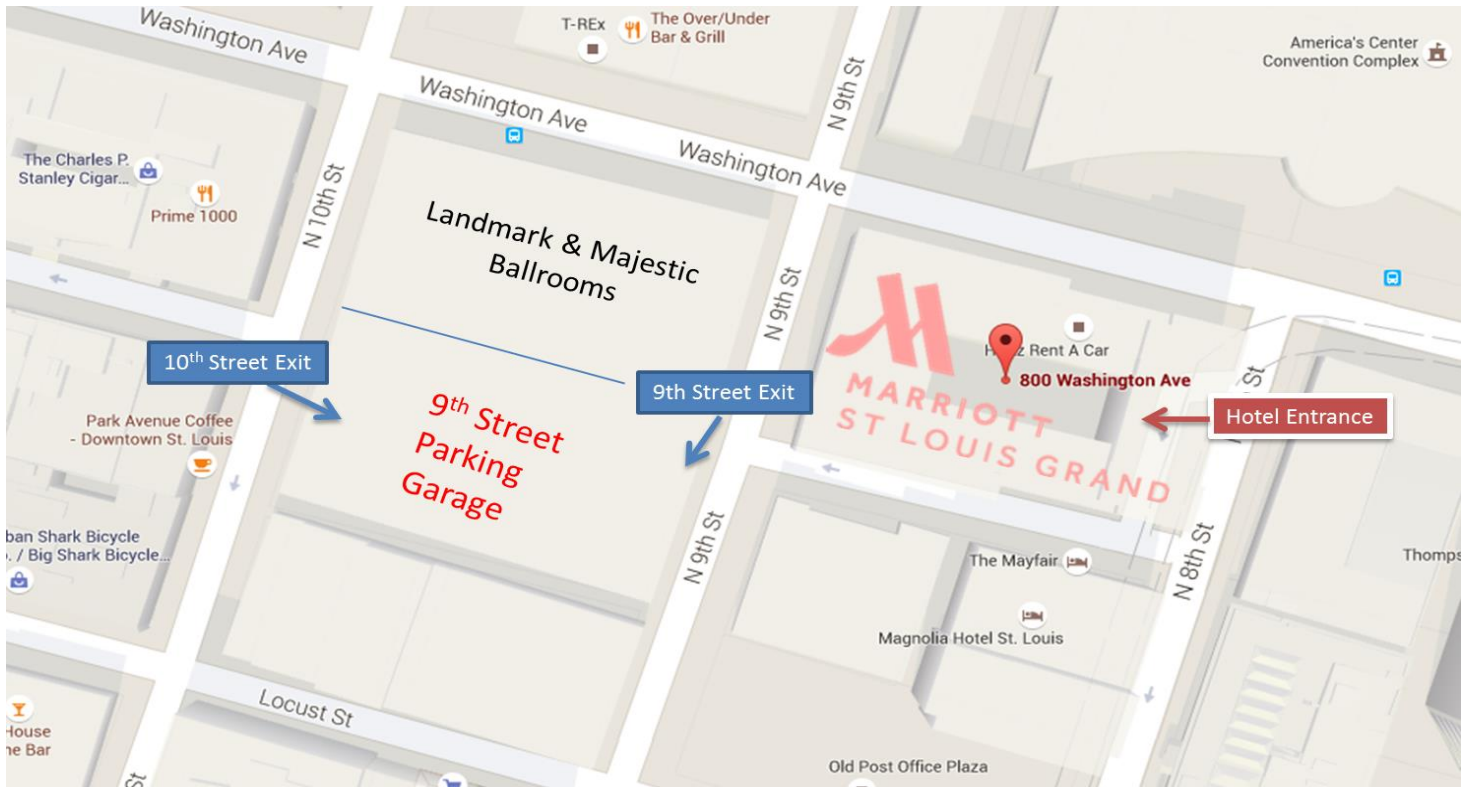 Washington Ave
T-REx
The Over/Under
Bar & Grill
America's Center
Convention Complex
Washington Ave
N 9th St
Washington Ave
The Charles P.
Stanley Cigar...
Prime 1000
N 10th St
Landmark & Majestic
Ballrooms
N 9th St
Rent A Car
800 Washington Ave
MARRIOTT
ST LOUIS GRAND
10th Street Exit
9th Street Exit
Hotel Entrance
St
9th Street
Parking
Garage
Park Avenue Coffee
- Downtown St. Louis
N 9th St
ban Shark Bicycle
o. / Big Shark Bicycle...
The Mayfair
N 8th St
Thomps
Magnolia Hotel St. Louis
Locust St
House
ne Bar
St
Old Post Office Plaza